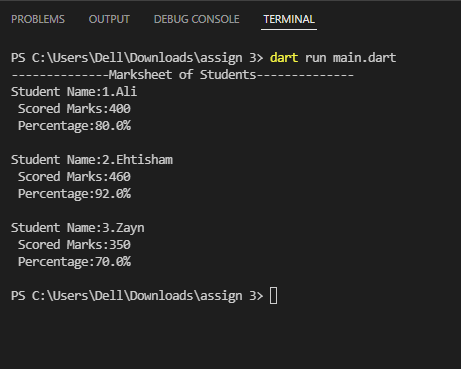 PROBLEMS OUTPUT DEBUG CONSOLE TERMINAL
PS C:\Users\Dell\Downloads\assign 3> dart run main.dart
--------------Marksheet of Students--------------
Student Name:1.Ali
Scored Marks:400
Percentage:80.0%
Student Name:2.Ehtisham
Scored Marks:460
Percentage:92.0%
Student Name:3.Zayn
Scored Marks:350
Percentage:70.0%
PS C:\Users\Dell\Downloads\assign 3>